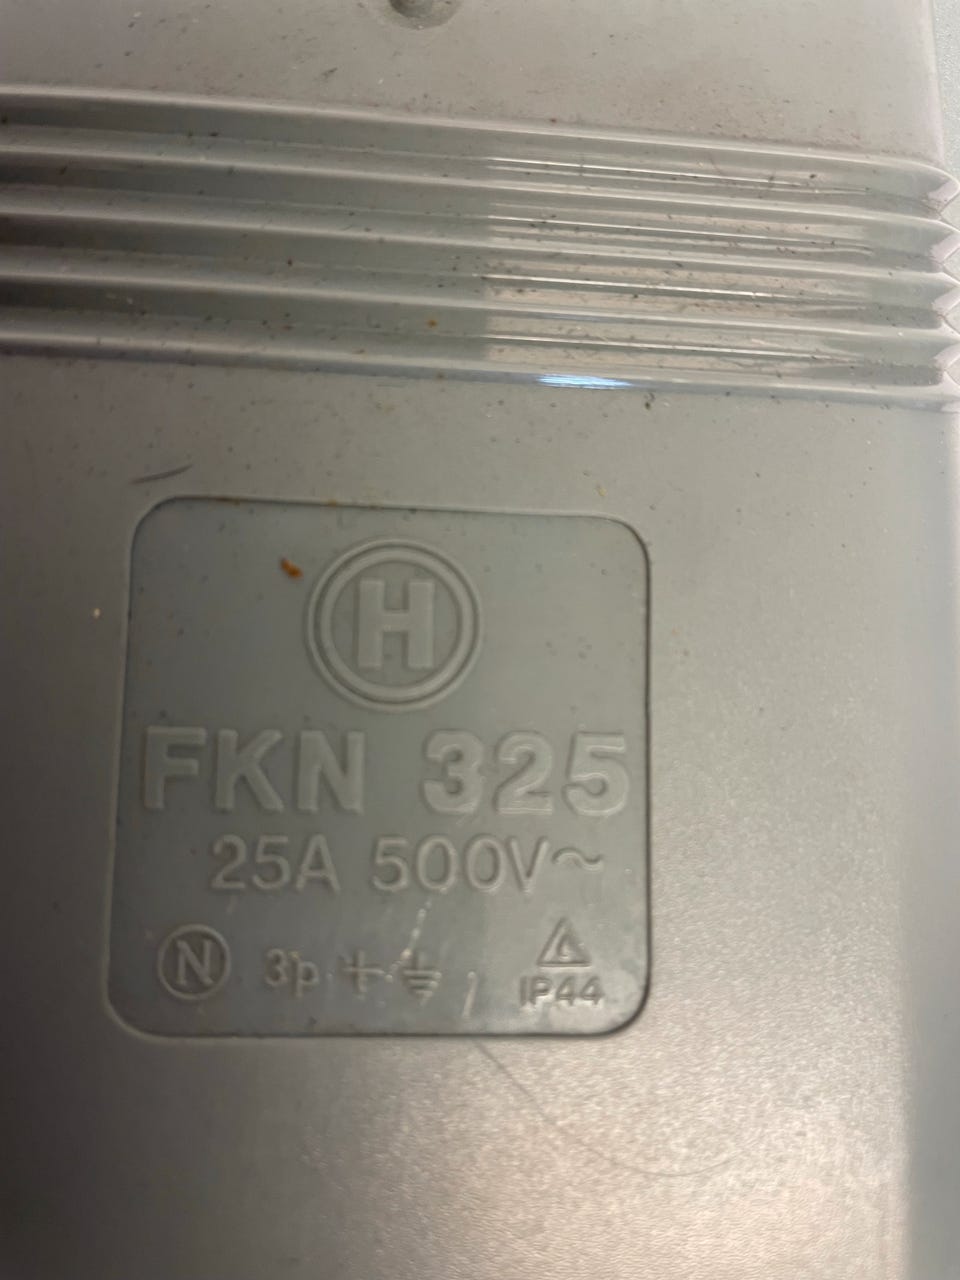 H
FKN 325
25A 500V~
N 3p + ⏚ IP44